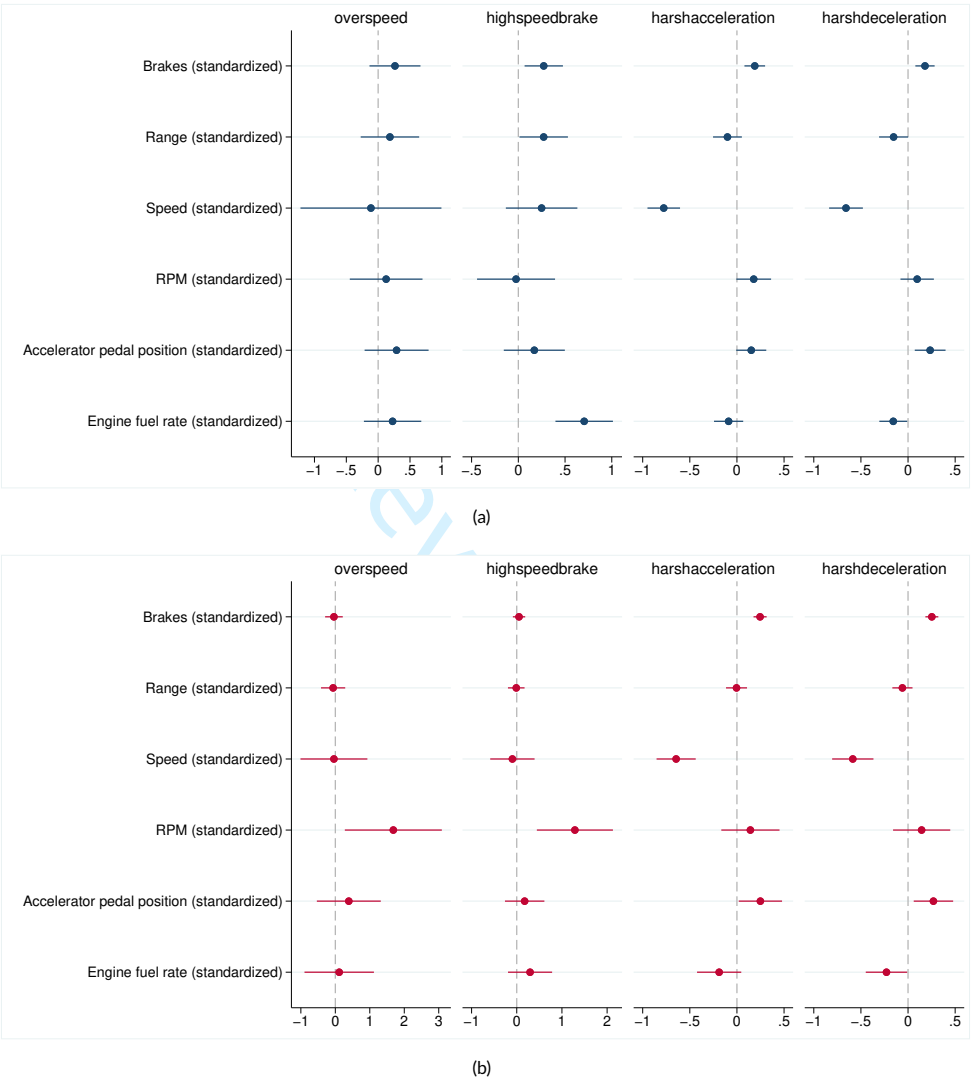 overspeed highspeedbrake harshacceleration harshdeceleration
Brakes (standardized)
Range (standardized)
Speed (standardized)
RPM (standardized)
Accelerator pedal position (standardized)
Engine fuel rate (standardized)
−1 −.5 0 .5 1 −.5 0 .5 1 −1 −.5 0 .5 −1 −.5 0 .5
(a)
overspeed highspeedbrake harshacceleration harshdeceleration
Brakes (standardized)
Range (standardized)
Speed (standardized)
RPM (standardized)
Accelerator pedal position (standardized)
Engine fuel rate (standardized)
−1 0 1 2 3 −1 0 1 2 −1 −.5 0 .5 −1 −.5 0 .5
(b)